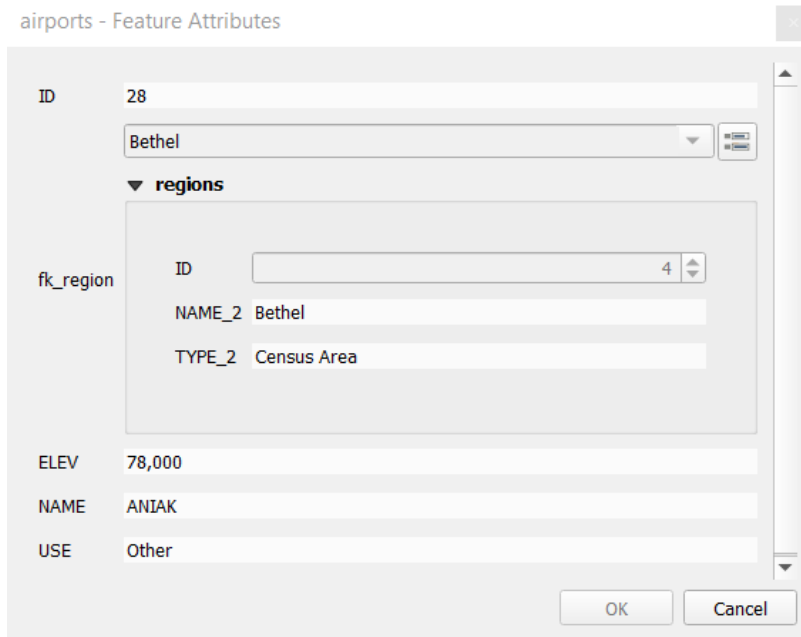 airports - Feature Attributes
ID 28
Bethel
regions
fk_region
ID 4
NAME_2 Bethel
TYPE_2 Census Area
ELEV 78,000
NAME ANIAK
USE Other
OK Cancel